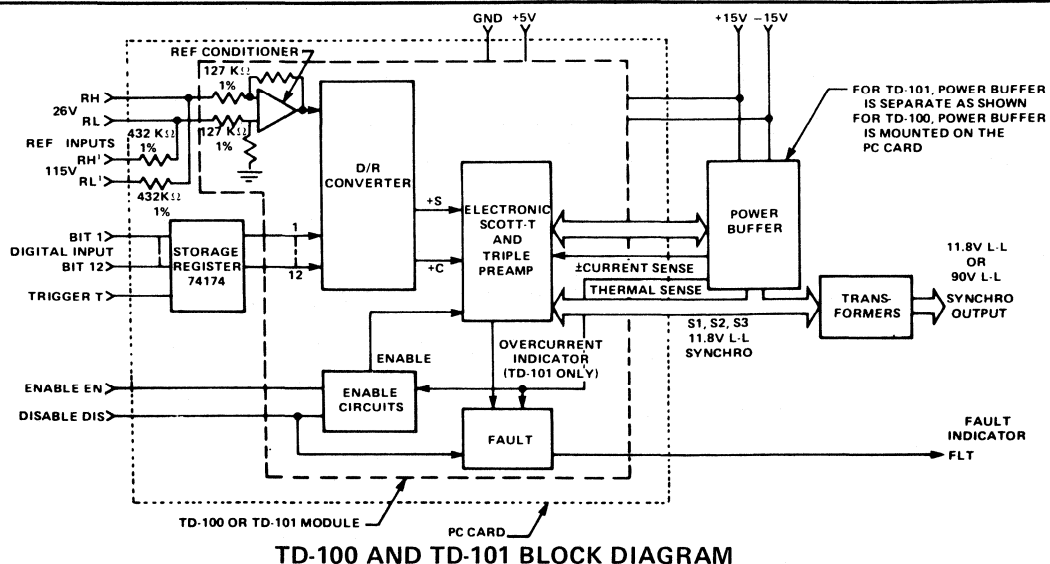 GND +5V
+15V −15V
REF CONDITIONER
127 KΩ
1%
RH
26V
RL
432 KΩ
1%
127 KΩ
1%
REF INPUTS
RH'
115V
RL'
432KΩ
1%
D/R
CONVERTER
+S
+C
ELECTRONIC
SCOTT-T
AND
TRIPLE
PREAMP
FOR TD-101, POWER BUFFER
IS SEPARATE AS SHOWN
FOR TD-100, POWER BUFFER
IS MOUNTED ON THE
PC CARD
POWER
BUFFER
BIT 1
DIGITAL INPUT
BIT 12
TRIGGER T
STORAGE
REGISTER
74174
1
12
±CURRENT SENSE
THERMAL SENSE
S1, S2, S3
11.8V L-L
SYNCHRO
TRANS-
FORMERS
11.8V L-L
OR
90V L-L
SYNCHRO
OUTPUT
ENABLE
OVERCURRENT
INDICATOR
(TD-101 ONLY)
ENABLE EN
DISABLE DIS
ENABLE
CIRCUITS
FAULT
FAULT
INDICATOR
FLT
TD-100 OR TD-101 MODULE
PC CARD
TD-100 AND TD-101 BLOCK DIAGRAM